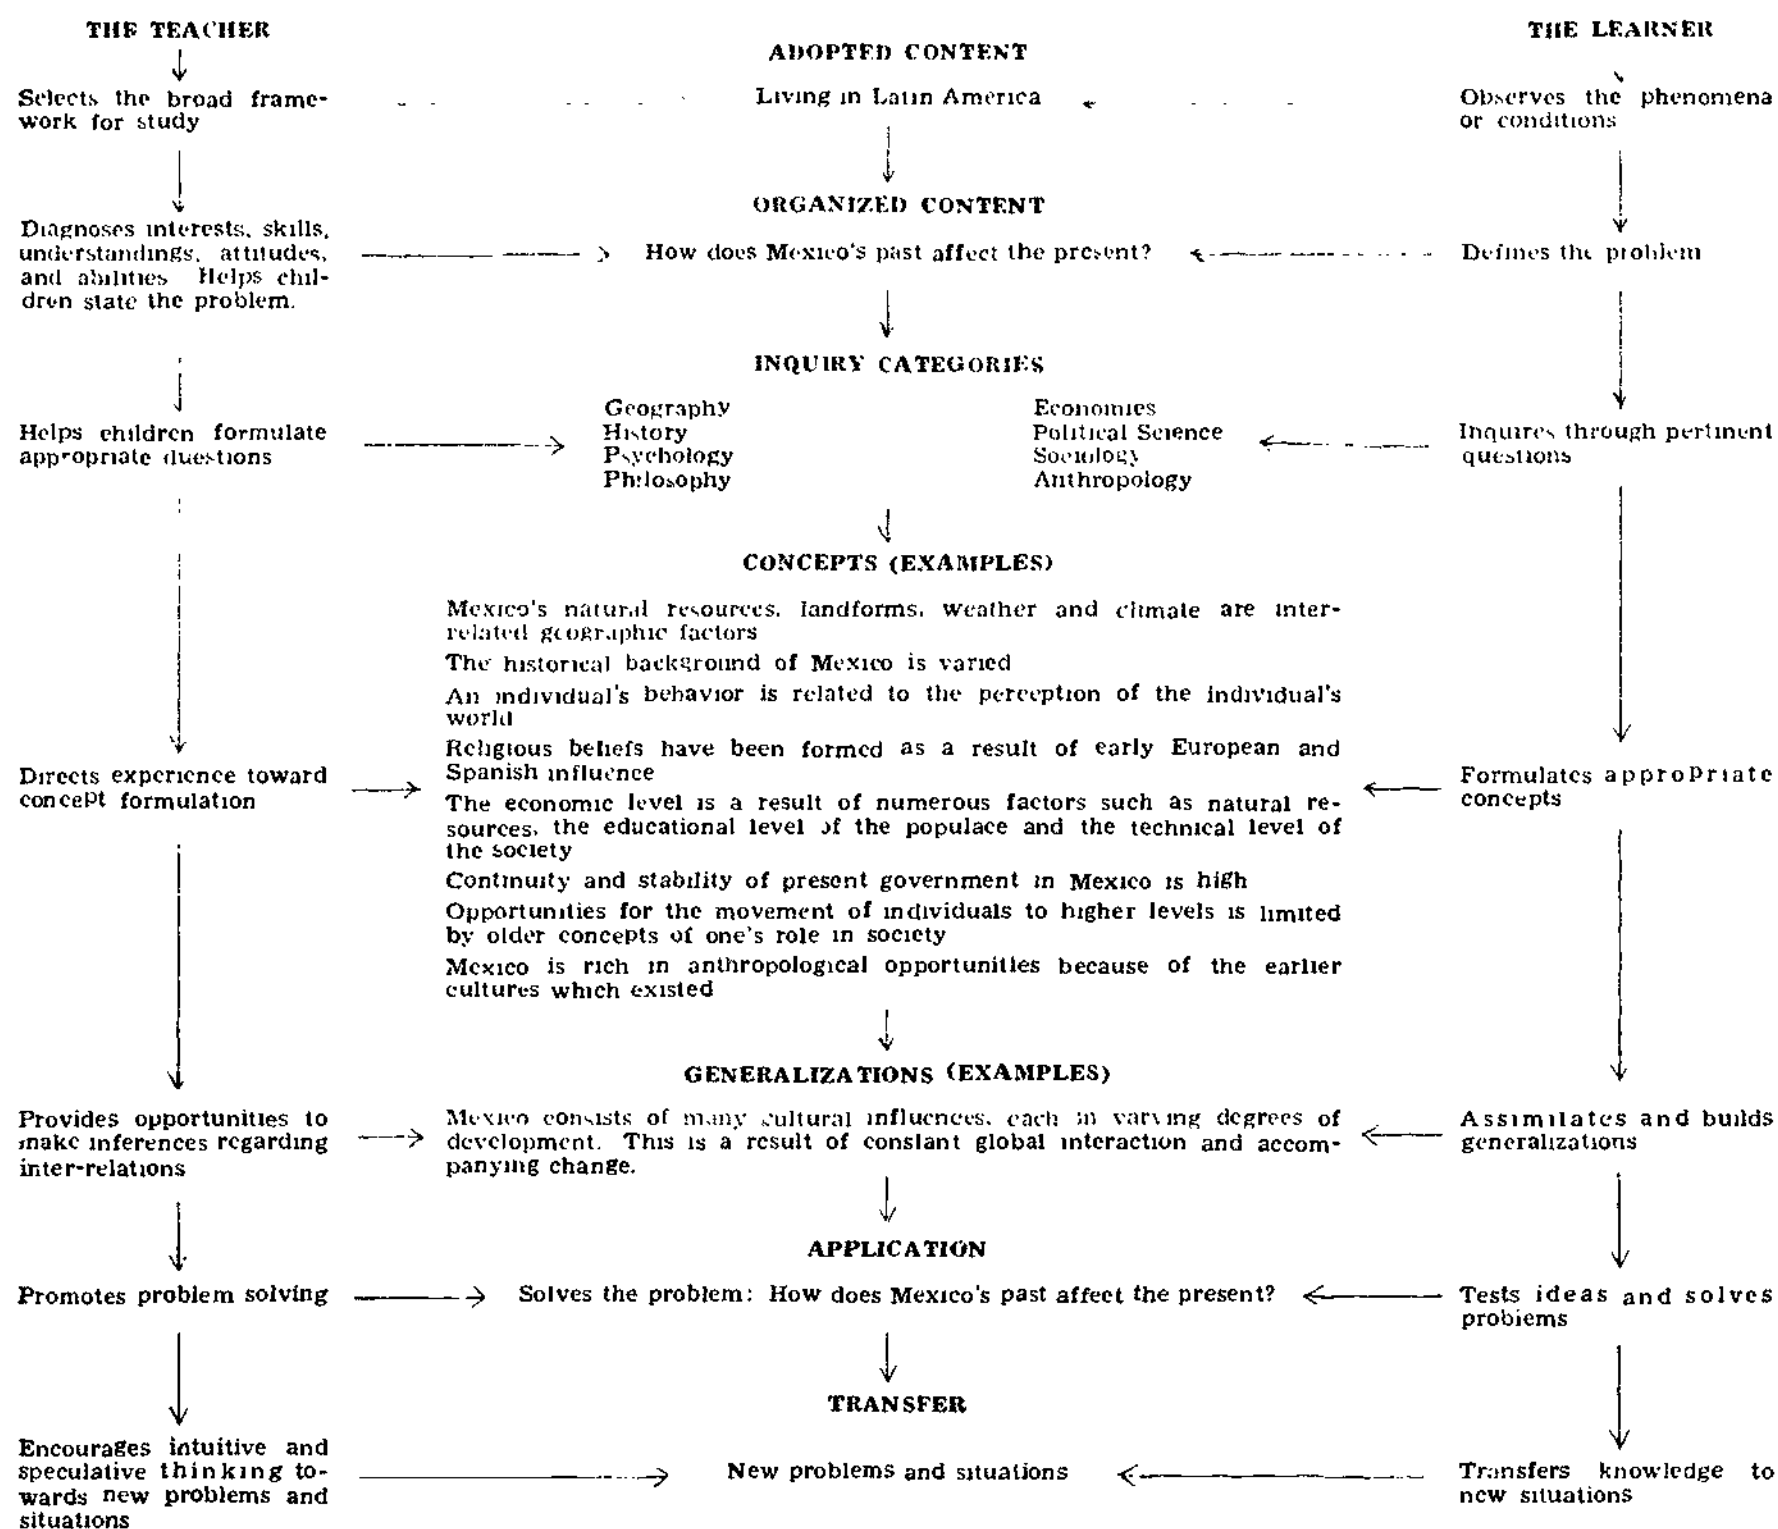 THE TEACHER
Selects the broad frame-
work for study
Diagnoses interests, skills,
understandings, attitudes,
and abilities Helps chil-
dren state the problem.
Helps children formulate
appropriate questions
Directs experience toward
concept formulation
Provides opportunities to
make inferences regarding
inter-relations
Promotes problem solving
Encourages intuitive and
speculative thinking to-
wards new problems and
situations
ADOPTED CONTENT
Living in Latin America
ORGANIZED CONTENT
How does Mexico's past affect the present?
INQUIRY CATEGORIES
Geography
History
Psychology
Philosophy
Economics
Political Science
Sociology
Anthropology
CONCEPTS (EXAMPLES)
Mexico's natural resources, landforms, weather and climate are inter-
related geographic factors
The historical background of Mexico is varied
An individual's behavior is related to the perception of the individual's
world
Religious beliefs have been formed as a result of early European and
Spanish influence
The economic level is a result of numerous factors such as natural re-
sources, the educational level of the populace and the technical level of
the society
Continuity and stability of present government in Mexico is high
Opportunities for the movement of individuals to higher levels is limited
by older concepts of one's role in society
Mexico is rich in anthropological opportunities because of the earlier
cultures which existed
GENERALIZATIONS (EXAMPLES)
Mexico consists of many cultural influences, each in varying degrees of
development. This is a result of constant global interaction and accom-
panying change.
APPLICATION
Solves the problem: How does Mexico's past affect the present?
TRANSFER
New problems and situations
THE LEARNER
Observes the phenomena
or conditions
Defines the problem
Inquires through pertinent
questions
Formulates appropriate
concepts
Assimilates and builds
generalizations
Tests ideas and solves
problems
Transfers knowledge to
new situations